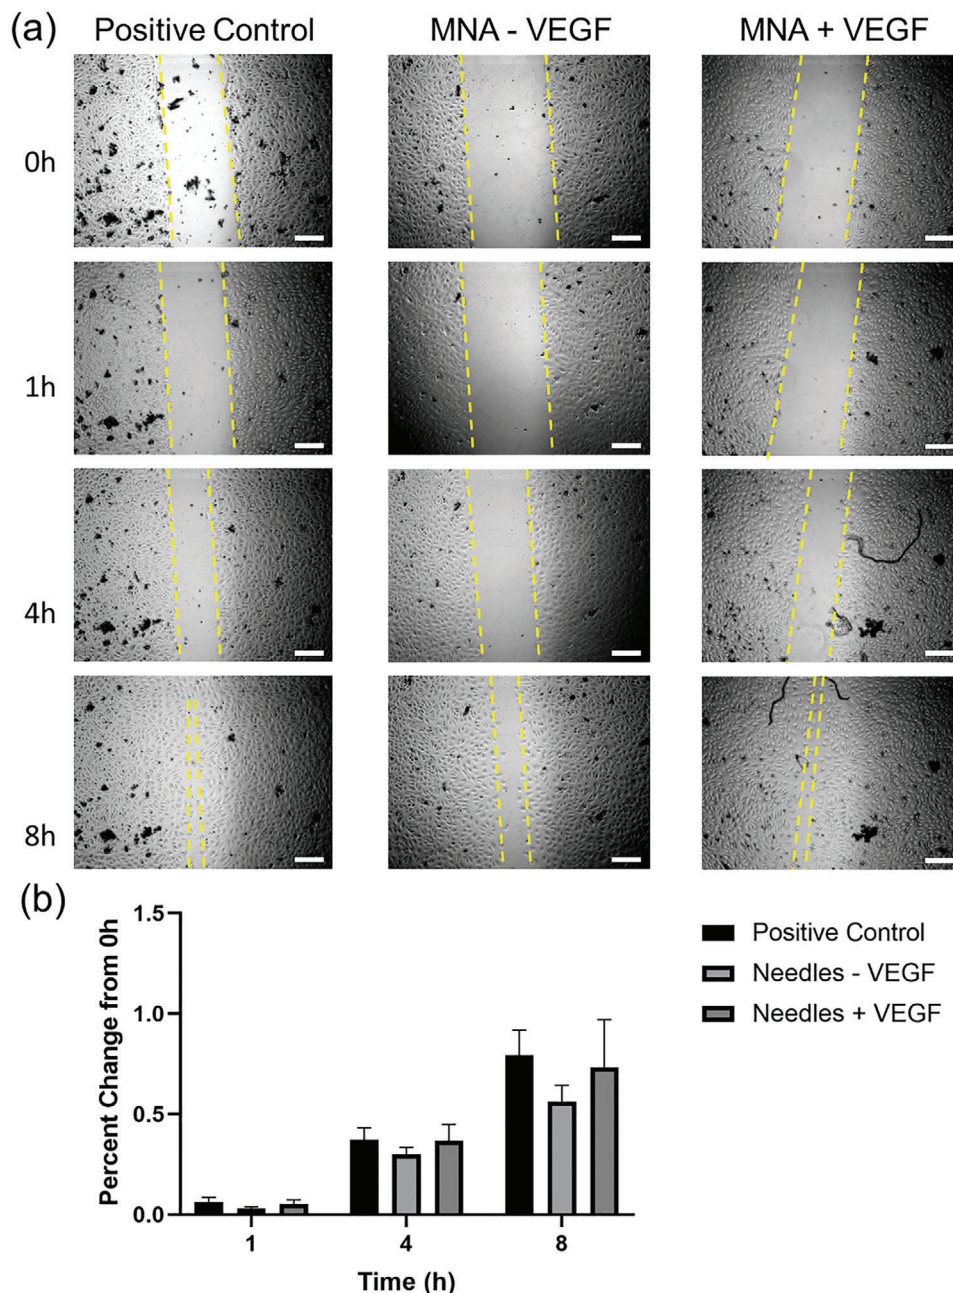 (a)
Positive Control
MNA - VEGF
MNA + VEGF
0h
1h
4h
8h
(b)
Percent Change from 0h
1.5
1.0
0.5
0.0
1
4
8
Time (h)
Positive Control
Needles - VEGF
Needles + VEGF